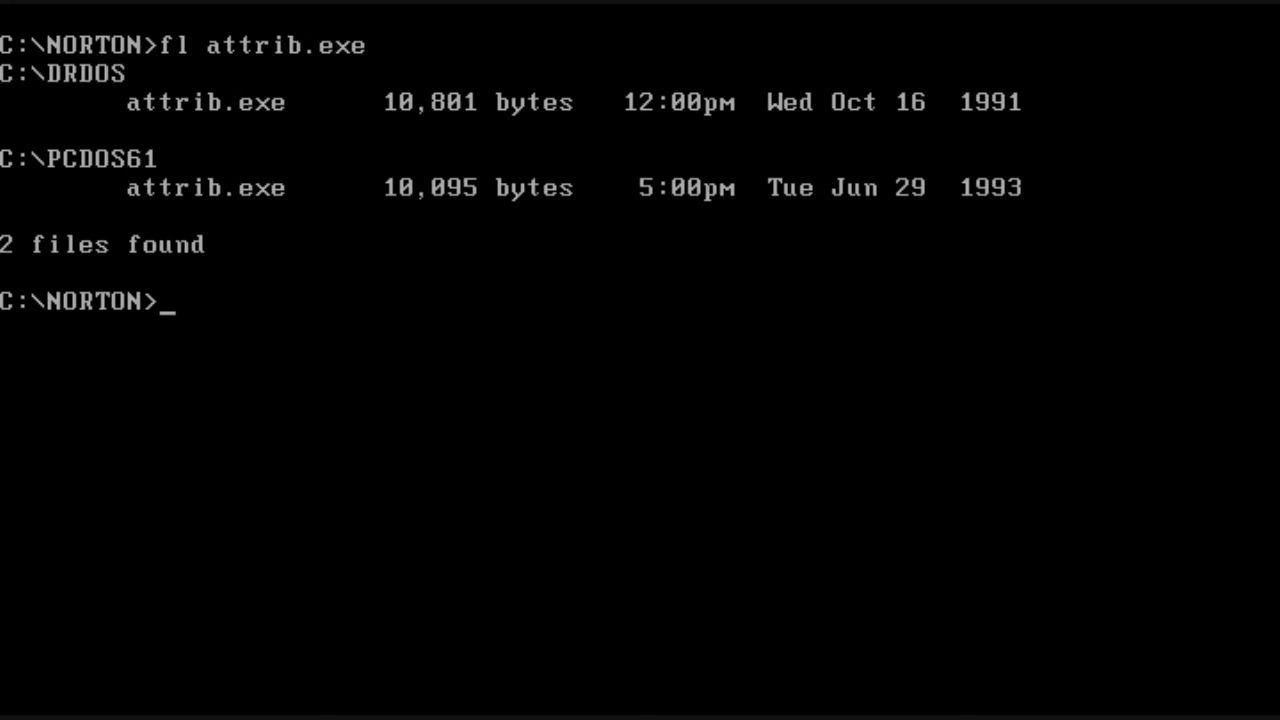 C:\NORTON>fl attrib.exe
C:\DRDOS
        attrib.exe      10,801 bytes   12:00pm  Wed Oct 16  1991
C:\PCDOS61
        attrib.exe      10,095 bytes    5:00pm  Tue Jun 29  1993
2 files found
C:\NORTON>_